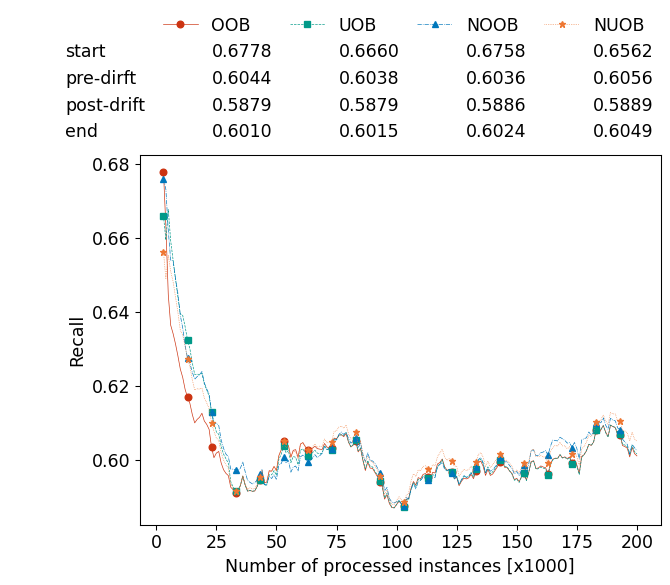 OOB UOB NOOB NUOB
start 0.6778 0.6660 0.6758 0.6562
pre-dirft 0.6044 0.6038 0.6036 0.6056
post-drift 0.5879 0.5879 0.5886 0.5889
end 0.6010 0.6015 0.6024 0.6049
0.68
0.66
0.64
0.62
0.60
Recall
0 25 50 75 100 125 150 175 200
Number of processed instances [x1000]